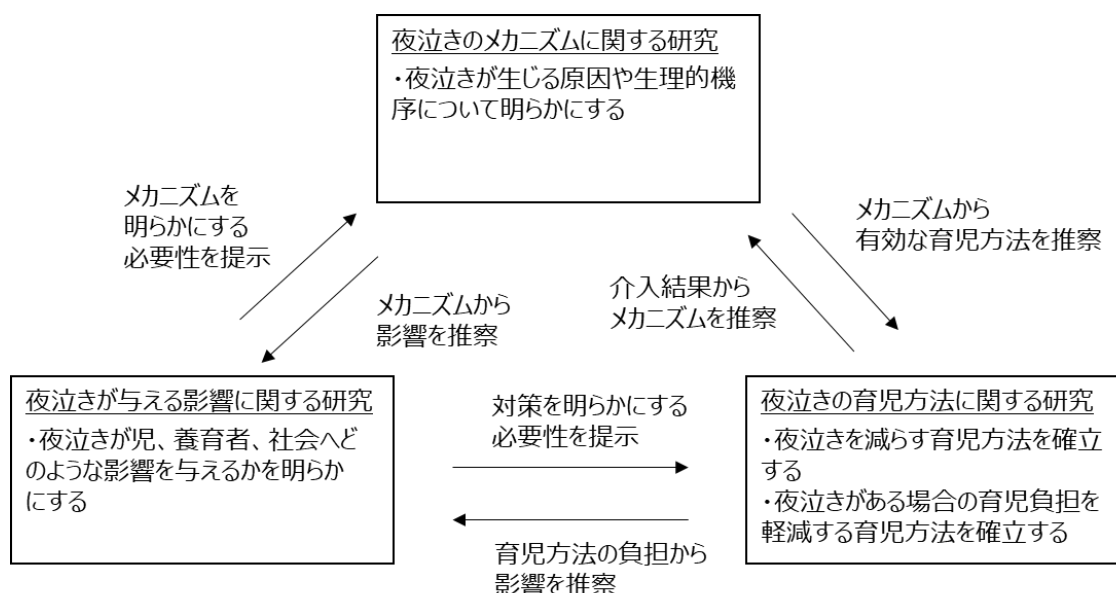 夜泣きのメカニズムに関する研究
・夜泣きが生じる原因や生理的機
序について明らかにする
メカニズムを
明らかにする
必要性を提示
メカニズムから
影響を推察
介入結果から
メカニズムを推察
メカニズムから
有効な育児方法を推察
夜泣きが与える影響に関する研究
・夜泣きが児、養育者、社会へど
のような影響を与えるかを明らか
にする
対策を明らかにする
必要性を提示
育児方法の負担から
影響を推察
夜泣きの育児方法に関する研究
・夜泣きを減らす育児方法を確立
する
・夜泣きがある場合の育児負担を
軽減する育児方法を確立する